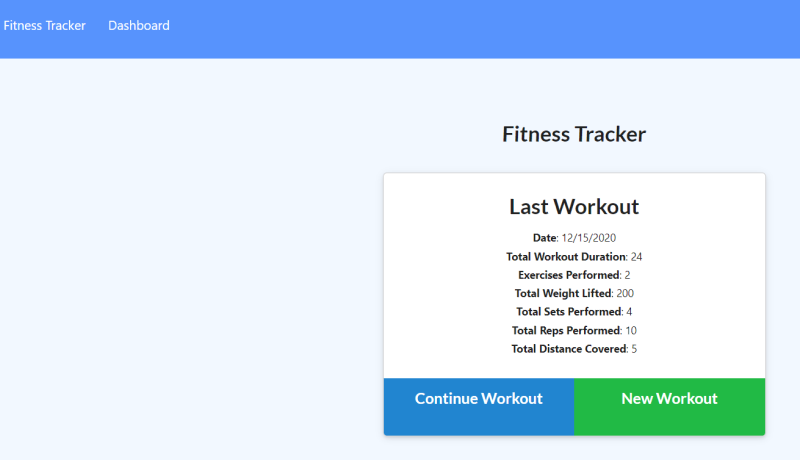 Fitness Tracker Dashboard
Fitness Tracker
Last Workout
Date: 12/15/2020
Total Workout Duration: 24
Exercises Performed: 2
Total Weight Lifted: 200
Total Sets Performed: 4
Total Reps Performed: 10
Total Distance Covered: 5
Continue Workout New Workout